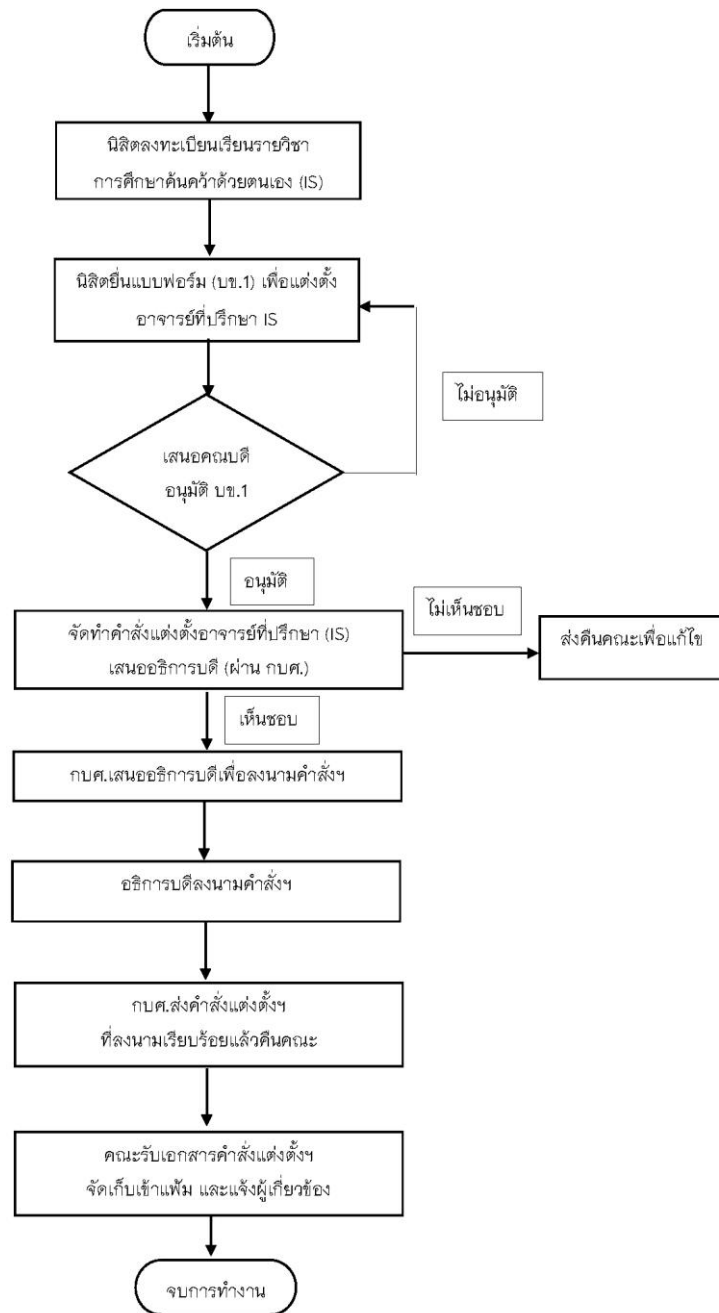 เริ่มต้น
นิสิตลงทะเบียนเรียนรายวิชา
การศึกษาค้นคว้าด้วยตนเอง (IS)
นิสิตยื่นแบบฟอร์ม (บข.1) เพื่อแต่งตั้ง
อาจารย์ที่ปรึกษา IS
ไม่อนุมัติ
เสนอคณบดี
อนุมัติ บข.1
อนุมัติ
ไม่เห็นชอบ
จัดทำคำสั่งแต่งตั้งอาจารย์ที่ปรึกษา (IS)
เสนออธิการบดี (ผ่าน กบศ.)
ส่งคืนคณะเพื่อแก้ไข
เห็นชอบ
กบศ.เสนออธิการบดีเพื่อลงนามคำสั่งฯ
อธิการบดีลงนามคำสั่งฯ
กบศ.ส่งคำสั่งแต่งตั้งฯ
ที่ลงนามเรียบร้อยแล้วคืนคณะ
คณะรับเอกสารคำสั่งแต่งตั้งฯ
จัดเก็บเข้าแฟ้ม และแจ้งผู้เกี่ยวข้อง
จบการทำงาน